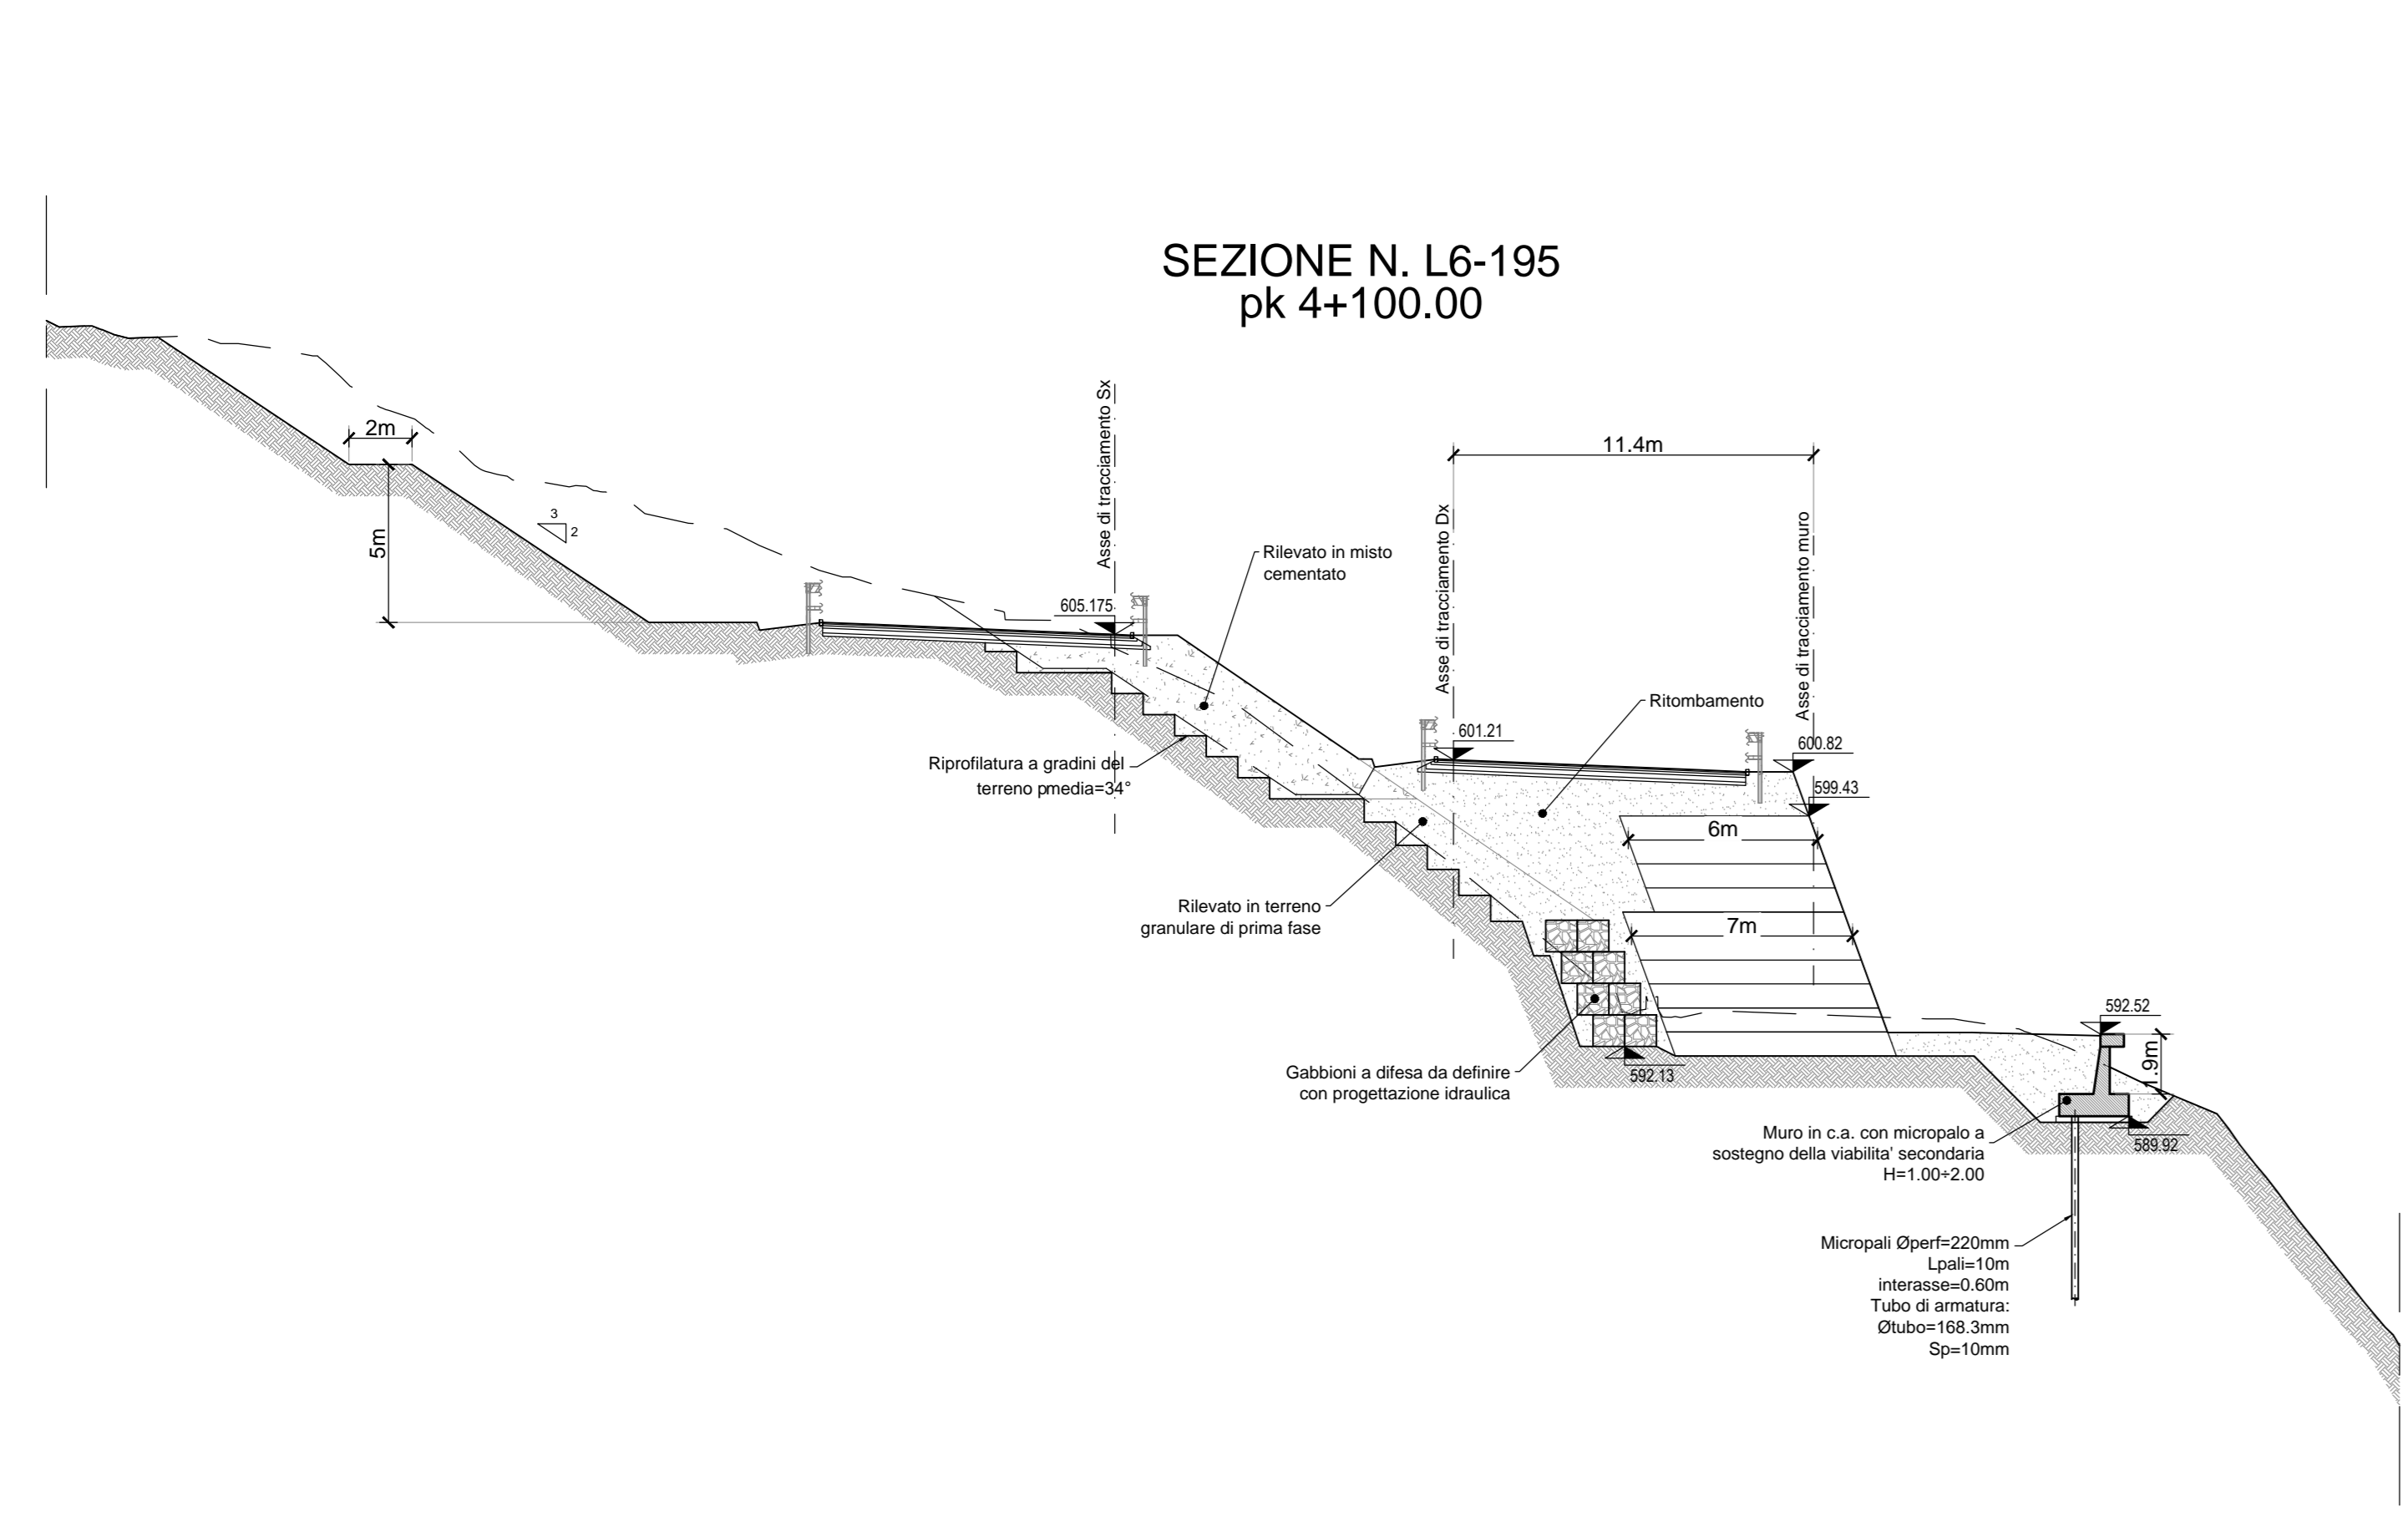 SEZIONE N. L6-195
pk 4+100.00
2m
5m
3
2
Asse di tracciamento Sx
605.175
Rilevato in misto
cementato
11.4m
Asse di tracciamento Dx
601.21
Ritombamento
Asse di tracciamento muro
600.82
599.43
Riprofilatura a gradini del
terreno pmedia=34°
6m
7m
Rilevato in terreno
granulare di prima fase
Gabbioni a difesa da definire
con progettazione idraulica
592.13
592.52
1.9m
589.92
Muro in c.a. con micropalo a
sostegno della viabilita' secondaria
H=1.00÷2.00
Micropali Øperf=220mm
Lpali=10m
interasse=0.60m
Tubo di armatura:
Øtubo=168.3mm
Sp=10mm